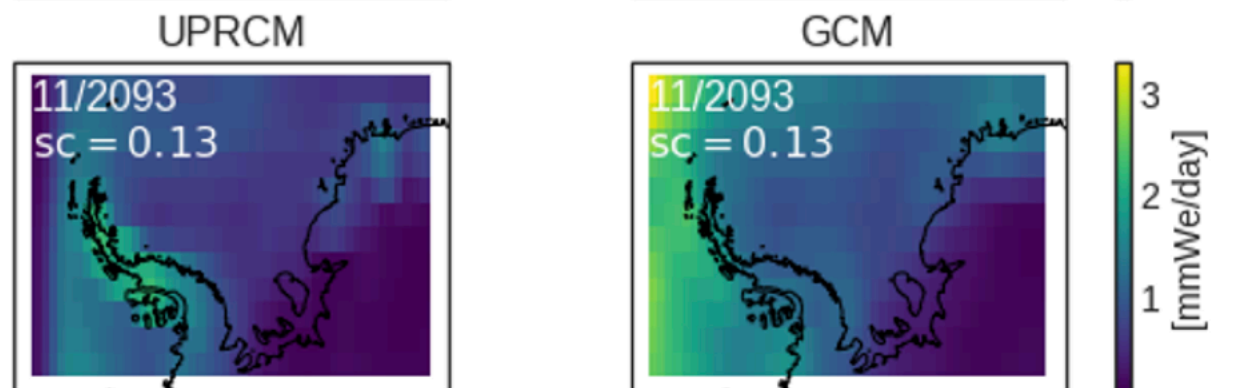 UPRCM
GCM
11/2093
sc = 0.13
11/2093
sc = 0.13
3
2
1
[mmWe/day]